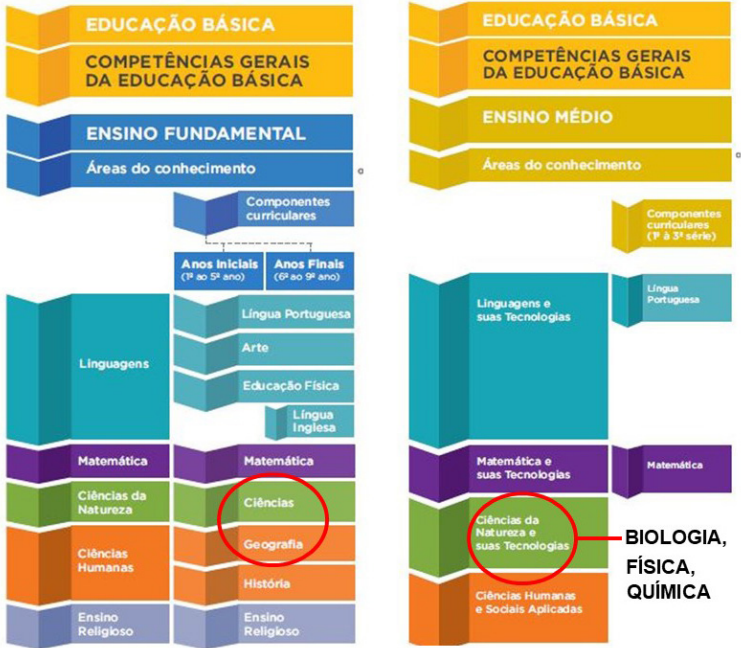 EDUCAÇÃO BÁSICA
COMPETÊNCIAS GERAIS
DA EDUCAÇÃO BÁSICA
ENSINO FUNDAMENTAL
Áreas do conhecimento
Componentes
curriculares
Anos Iniciais
(1º ao 5º ano)
Anos Finais
(6º ao 9º ano)
Linguagens
Língua Portuguesa
Arte
Educação Física
Língua
Inglesa
Matemática
Matemática
Ciências da
Natureza
Ciências
Ciências
Humanas
Geografia
História
Ensino
Religioso
Ensino
Religioso
EDUCAÇÃO BÁSICA
COMPETÊNCIAS GERAIS
DA EDUCAÇÃO BÁSICA
ENSINO MÉDIO
Áreas do conhecimento
Componentes
curriculares
(1ª à 3ª série)
Linguagens e
suas Tecnologias
Língua
Portuguesa
Matemática e
suas Tecnologias
Matemática
Ciências da
Natureza e
suas Tecnologias
BIOLOGIA,
FÍSICA,
QUÍMICA
Ciências Humanas
e Sociais Aplicadas